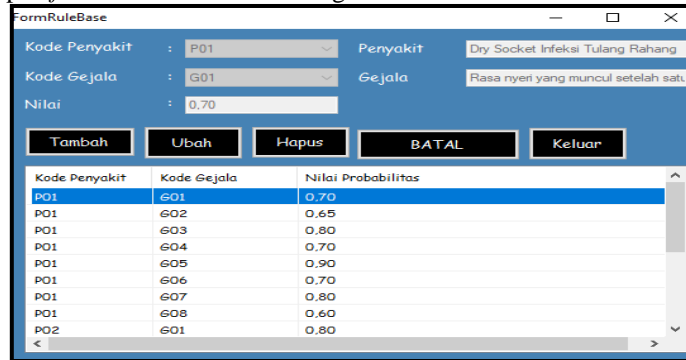 FormRuleBase
Kode Penyakit : P01 Penyakit Dry Socket Infeksi Tulang Rahang
Kode Gejala : G01 Gejala Rasa nyeri yang muncul setelah satu
Nilai : 0,70
Tambah Ubah Hapus BATAL Keluar
Kode Penyakit Kode Gejala Nilai Probabilitas
P01 G01 0,70
P01 G02 0,65
P01 G03 0,80
P01 G04 0,70
P01 G05 0,90
P01 G06 0,70
P01 G07 0,80
P01 G08 0,60
P02 G01 0,80